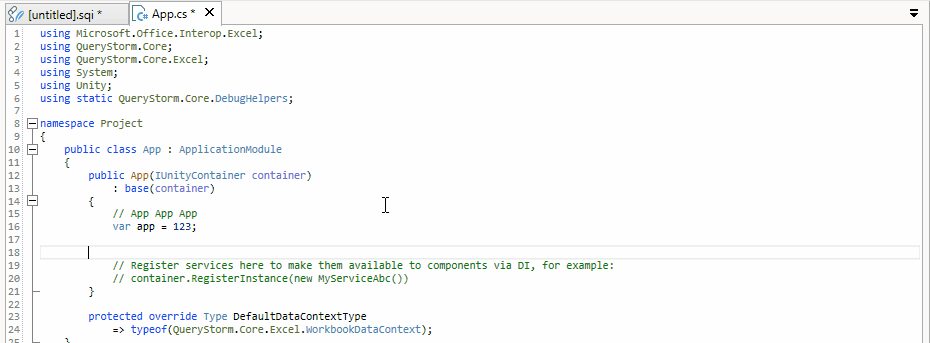 [untitled].sqi *
App.cs *
1 using Microsoft.Office.Interop.Excel;
2 using QueryStorm.Core;
3 using QueryStorm.Core.Excel;
4 using System;
5 using Unity;
6 using static QueryStorm.Core.DebugHelpers;
7
8 namespace Project
9 {
10 public class App : ApplicationModule
11 {
12 public App(IUnityContainer container)
13 : base(container)
14 {
15 // App App App
16 var app = 123;
17
18
19 // Register services here to make them available to components via DI, for example:
20 // container.RegisterInstance(new MyServiceAbc())
21 }
22
23 protected override Type DefaultDataContextType
24 => typeof(QueryStorm.Core.Excel.WorkbookDataContext);
25 }